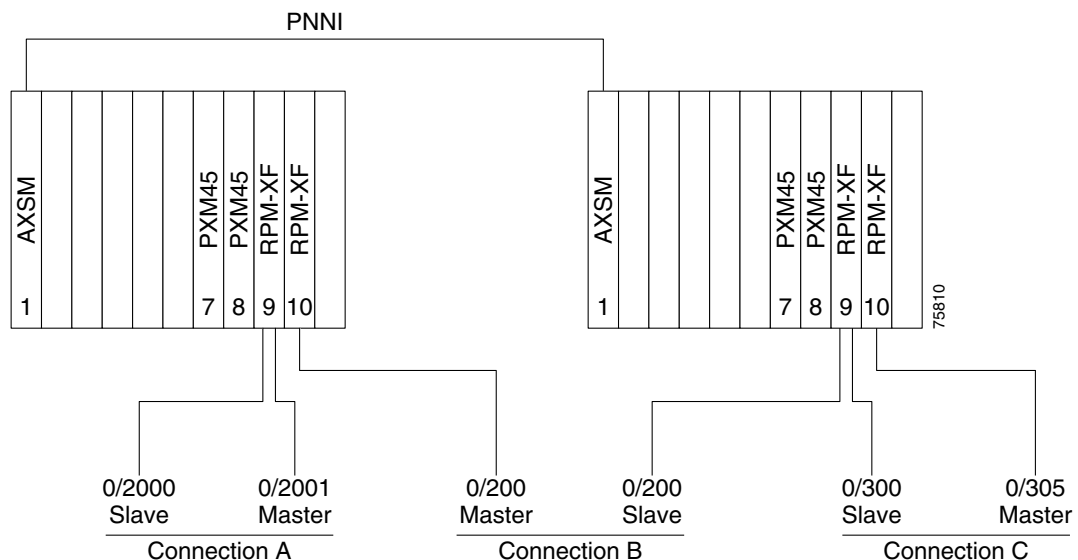 PNNI
AXSM
PXM45
PXM45
RPM-XF
RPM-XF
1
7
8
9
10
AXSM
PXM45
PXM45
RPM-XF
RPM-XF
1
7
8
9
10
75810
0/2000
Slave
0/2001
Master
Connection A
0/200
Master
0/200
Slave
Connection B
0/300
Slave
0/305
Master
Connection C